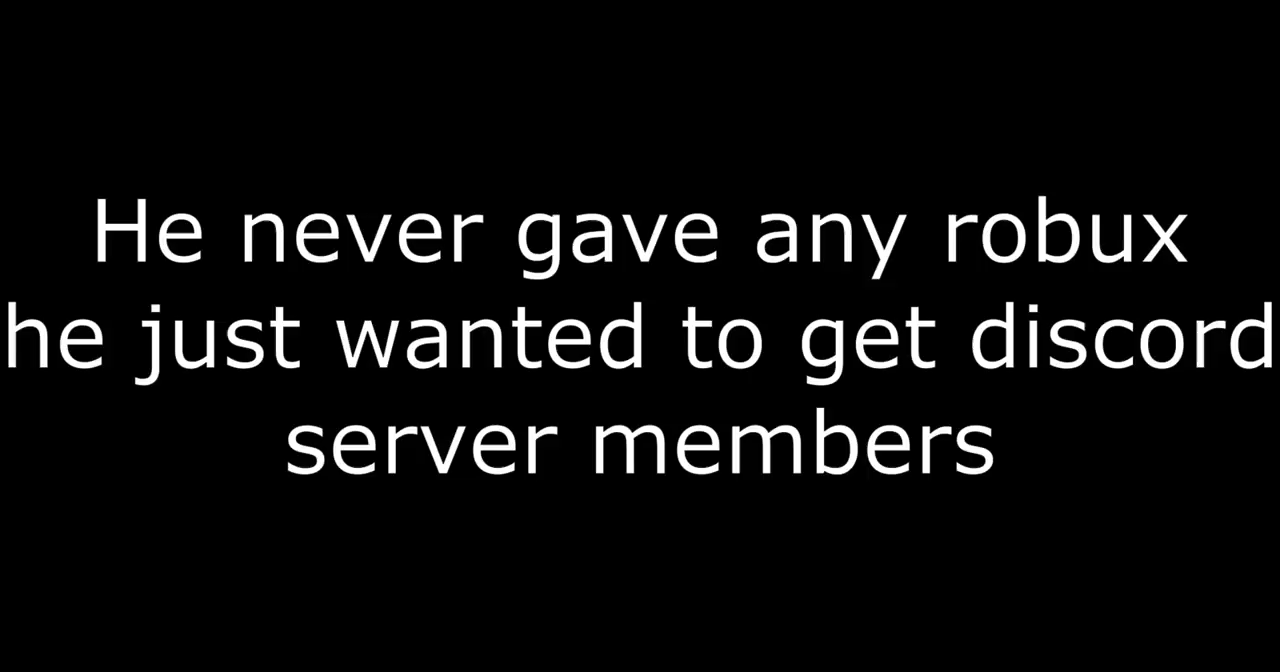 He never gave any robux
he just wanted to get discord
server members